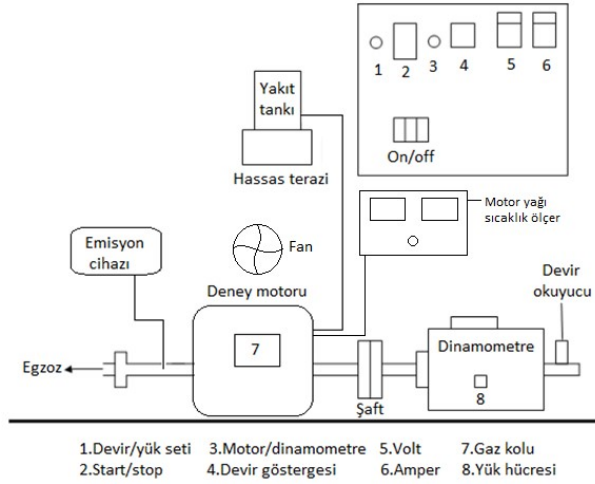 1 2 3 4 5 6
On/off
Yakıt
tankı
Hassas terazi
Motor yağı
sıcaklık ölçer
Emisyon
cihazı
Fan
Deney motoru
Devir
okuyucu
7
Dinamometre
8
Egzoz
Şaft
1.Devir/yük seti 3.Motor/dinamometre 5.Volt 7.Gaz kolu
2.Start/stop 4.Devir göstergesi 6.Amper 8.Yük hücresi